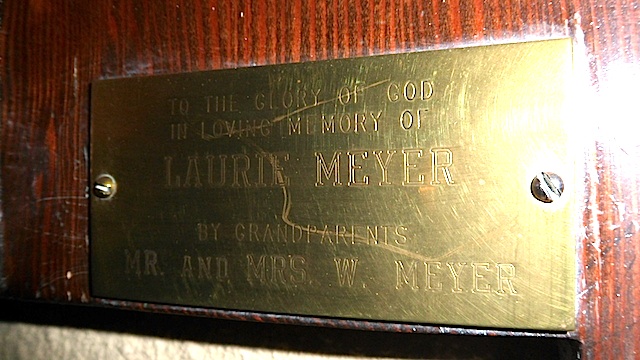 TO THE GLORY OF GOD
IN LOVING MEMORY OF
LAURIE MEYER
BY GRANDPARENTS
MR. AND MRS. W. MEYER